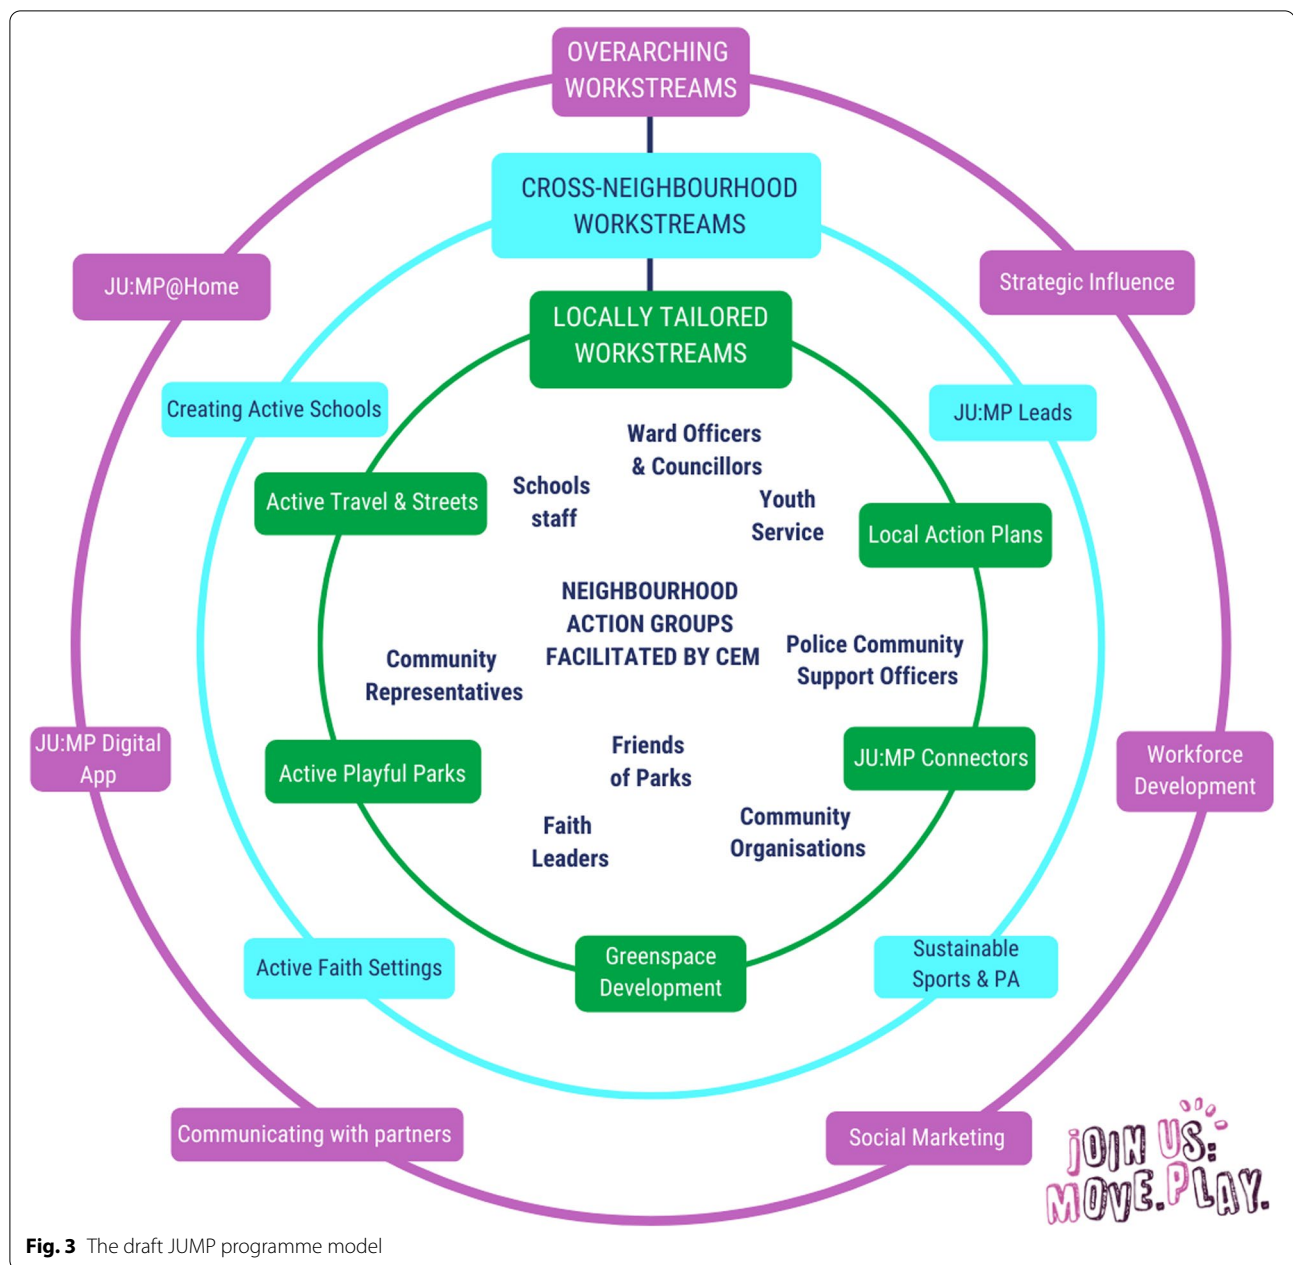 OVERARCHING
WORKSTREAMS
CROSS-NEIGHBOURHOOD
WORKSTREAMS
JU:MP@Home
Strategic Influence
LOCALLY TAILORED
WORKSTREAMS
Creating Active Schools
JU:MP Leads
Ward Officers
& Councillors
Schools
staff
Youth
Service
Active Travel & Streets
Local Action Plans
NEIGHBOURHOOD
ACTION GROUPS
FACILITATED BY CEM
Community
Representatives
Police Community
Support Officers
JU:MP Digital
App
Active Playful Parks
Friends
of Parks
JU:MP Connectors
Workforce
Development
Faith
Leaders
Community
Organisations
Active Faith Settings
Greenspace
Development
Sustainable
Sports & PA
Communicating with partners
Social Marketing
JOIN US:
MOVE.PLAY.
Fig. 3 The draft JUMP programme model